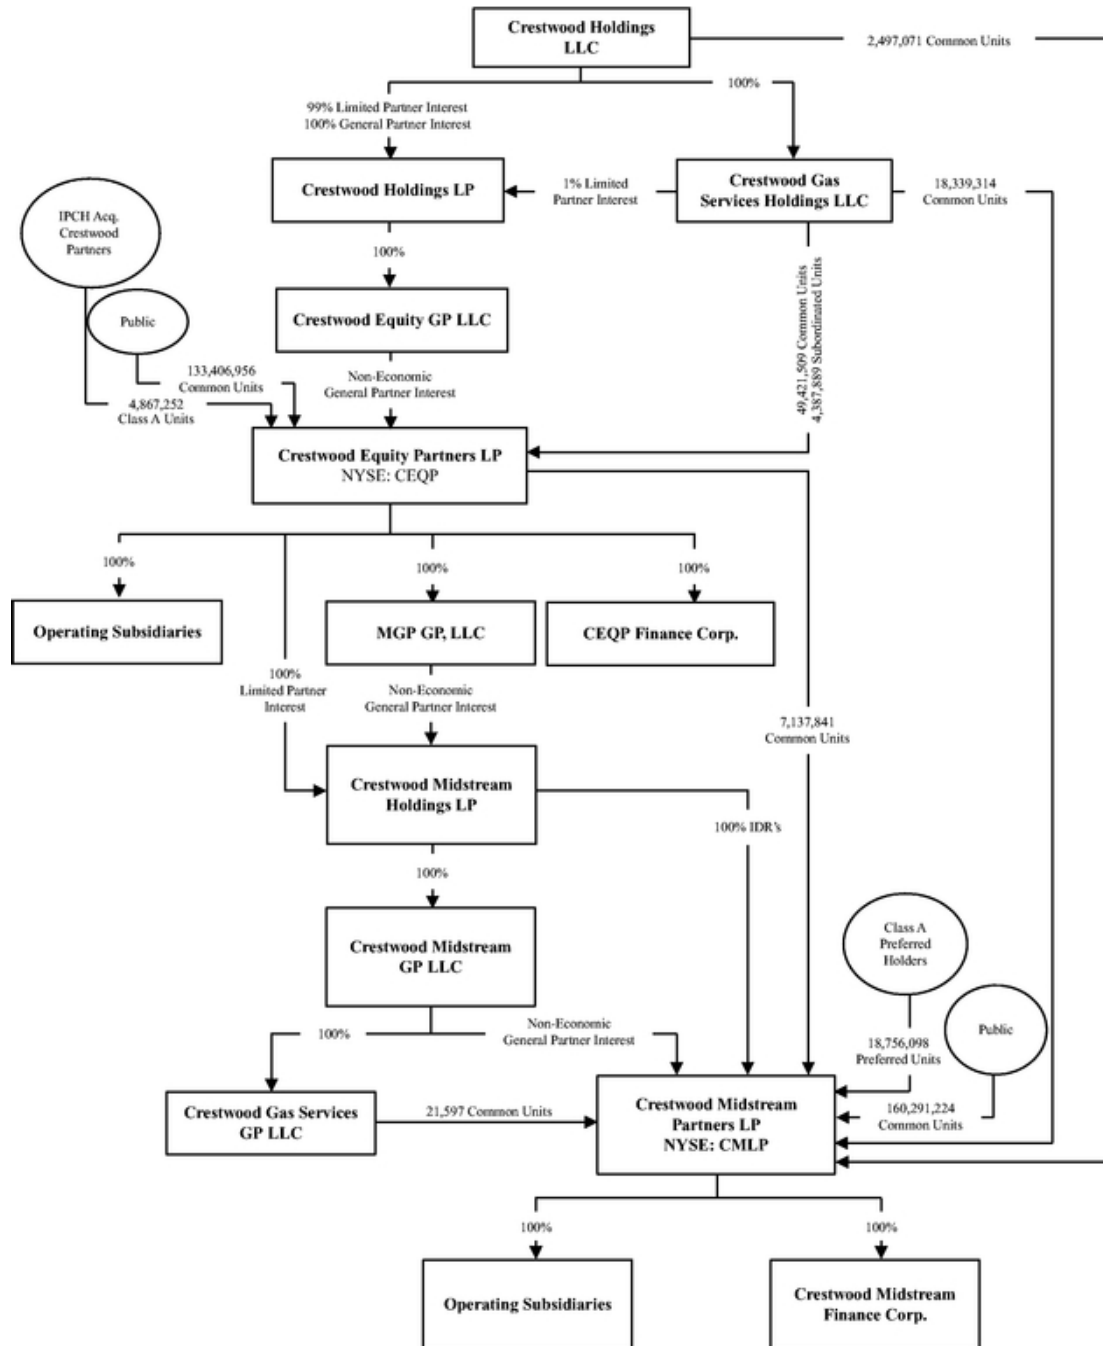 Crestwood Holdings
LLC
2,497,071 Common Units
99% Limited Partner Interest
100% General Partner Interest
100%
Crestwood Holdings LP
1% Limited
Partner Interest
Crestwood Gas
Services Holdings LLC
18,339,314
Common Units
IPCH Acq.
Crestwood
Partners
100%
Public
Crestwood Equity GP LLC
49,421,509 Common Units
4,387,889 Subordinated Units
133,406,956
Common Units
4,867,252
Class A Units
Non-Economic
General Partner Interest
Crestwood Equity Partners LP
NYSE: CEQP
100%
100%
100%
Operating Subsidiaries
MGP GP, LLC
CEQP Finance Corp.
100%
Limited Partner
Interest
Non-Economic
General Partner Interest
7,137,841
Common Units
Crestwood Midstream
Holdings LP
100% IDR's
100%
Crestwood Midstream
GP LLC
Class A
Preferred
Holders
Public
100%
Non-Economic
General Partner Interest
18,756,098
Preferred Units
Crestwood Gas Services
GP LLC
21,597 Common Units
Crestwood Midstream
Partners LP
NYSE: CMLP
160,291,224
Common Units
100%
100%
Operating Subsidiaries
Crestwood Midstream
Finance Corp.